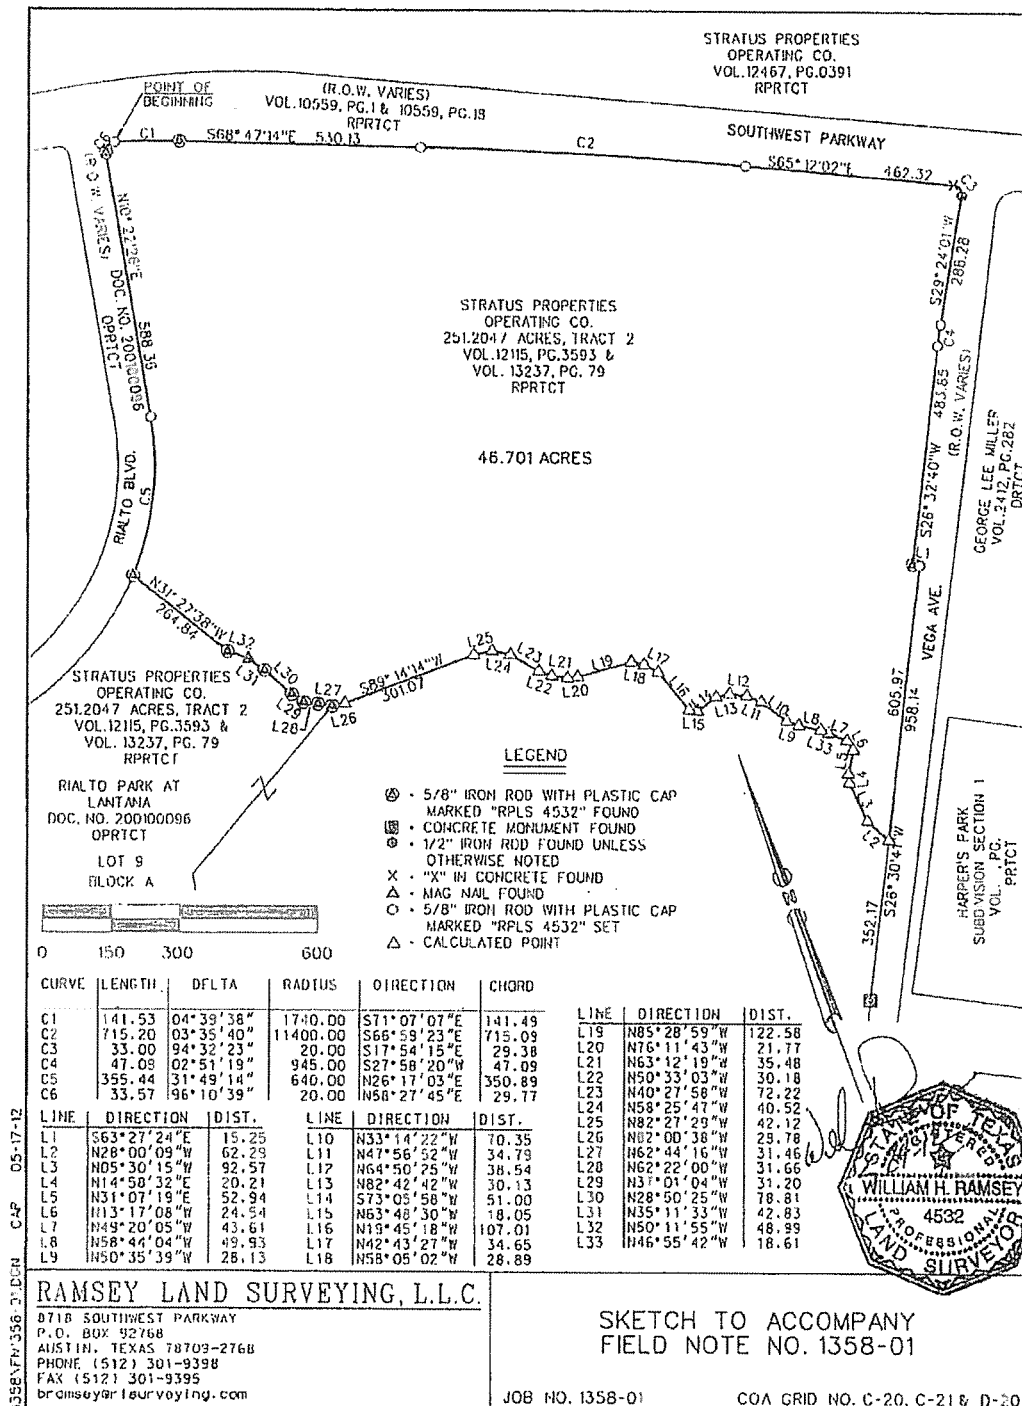 STRATUS PROPERTIES
OPERATING CO.
VOL.12467, PG.0391
RPRTCT
POINT OF
BEGINNING
(R.O.W. VARIES)
VOL.10559, PG.1 & 10559, PG.18
RPRTCT
SOUTHWEST PARKWAY
C6
C1
S68°47'14"E 530.13
C2
S65°12'02"E 462.32
C3
(R.O.W. VARIES)
N10°22'26"E 588.36
DOC. NO. 200100096
OPRTCT
S29°24'01"W
286.28
C4
STRATUS PROPERTIES
OPERATING CO.
251.2047 ACRES, TRACT 2
VOL.12115, PG.3593 &
VOL. 13237, PG. 79
RPRTCT
46.701 ACRES
483.65
S26°32'40"W
(R.O.W. VARIES)
GEORGE LEE MILLER
VOL.2412, PG.282
DRTCT
RIALTO BLVD.
C5
L1
VEGA AVE.
N31°27'38"W
264.84
L32
L31
L30
L29
L28
L27
L26
S89°14'14"W
301.07
L25
L24
L23
L22
L21
L20
L19
L18
L17
L16
L15
L14
L13
L12
L11
L10
L9
L8
L33
L7
L6
L5
L4
L3
L2
605.97
958.14
S26°30'41"W
352.17
HARPER'S PARK
SUBDIVISION SECTION 1
VOL. , PG.
PRTCT
STRATUS PROPERTIES
OPERATING CO.
251.2047 ACRES, TRACT 2
VOL.12115, PG.3593 &
VOL. 13237, PG. 79
RPRTCT
RIALTO PARK AT
LANTANA
DOC. NO. 200100096
OPRTCT
LOT 9
BLOCK A
LEGEND
- 5/8" IRON ROD WITH PLASTIC CAP
MARKED "RPLS 4532" FOUND
- CONCRETE MONUMENT FOUND
- 1/2" IRON ROD FOUND UNLESS
OTHERWISE NOTED
X - "X" IN CONCRETE FOUND
△ - MAG NAIL FOUND
○ - 5/8" IRON ROD WITH PLASTIC CAP
MARKED "RPLS 4532" SET
△ - CALCULATED POINT
0 150 300 600
CURVE LENGTH DELTA RADIUS DIRECTION CHORD
C1 141.53 04°39'38" 1740.00 S71°07'07"E 141.49
C2 715.20 03°35'40" 11400.00 S66°59'23"E 715.09
C3 33.00 94°32'23" 20.00 S17°54'15"E 29.38
C4 47.09 02°51'19" 945.00 S27°58'20"W 47.09
C5 355.44 31°49'14" 640.00 N26°17'03"E 350.89
C6 33.57 96°10'39" 20.00 N58°27'45"E 29.77
LINE DIRECTION DIST.
L1 S63°27'24"E 15.25
L2 N28°00'09"W 62.29
L3 N05°30'15"W 92.57
L4 N14°58'32"E 20.21
L5 N31°07'19"E 52.94
L6 N13°17'08"W 24.54
L7 N49°20'05"W 43.61
L8 N58°44'04"W 49.93
L9 N50°35'39"W 28.13
LINE DIRECTION DIST.
L10 N33°14'22"W 70.35
L11 N47°56'52"W 34.79
L12 N64°50'25"W 38.54
L13 N82°42'42"W 30.13
L14 S73°05'58"W 51.00
L15 N63°48'30"W 18.05
L16 N19°45'18"W 107.01
L17 N42°43'27"W 34.65
L18 N58°05'02"W 28.89
LINE DIRECTION DIST.
L19 N85°28'59"W 122.58
L20 N76°11'43"W 21.77
L21 N63°12'19"W 35.48
L22 N50°33'03"W 30.18
L23 N40°27'58"W 72.22
L24 N58°25'47"W 40.52
L25 N82°27'29"W 42.12
L26 N82°00'38"W 29.78
L27 N62°44'16"W 31.46
L28 N62°22'00"W 31.66
L29 N37°01'04"W 31.20
L30 N28°50'25"W 78.81
L31 N35°11'33"W 42.83
L32 N50°11'55"W 48.99
L33 N46°55'42"W 18.61
STATE OF TEXAS
REGISTERED
WILLIAM H. RAMSEY
4532
PROFESSIONAL
LAND SURVEYOR
CAP 05-17-12
RAMSEY LAND SURVEYING, L.L.C.
8718 SOUTHWEST PARKWAY
P.O. BOX 92768
AUSTIN, TEXAS 78709-2768
PHONE (512) 301-9398
FAX (512) 301-9395
bramsey@rlsurveying.com
SKETCH TO ACCOMPANY
FIELD NOTE NO. 1358-01
JOB NO. 1358-01
COA GRID NO. C-20, C-21 & D-20